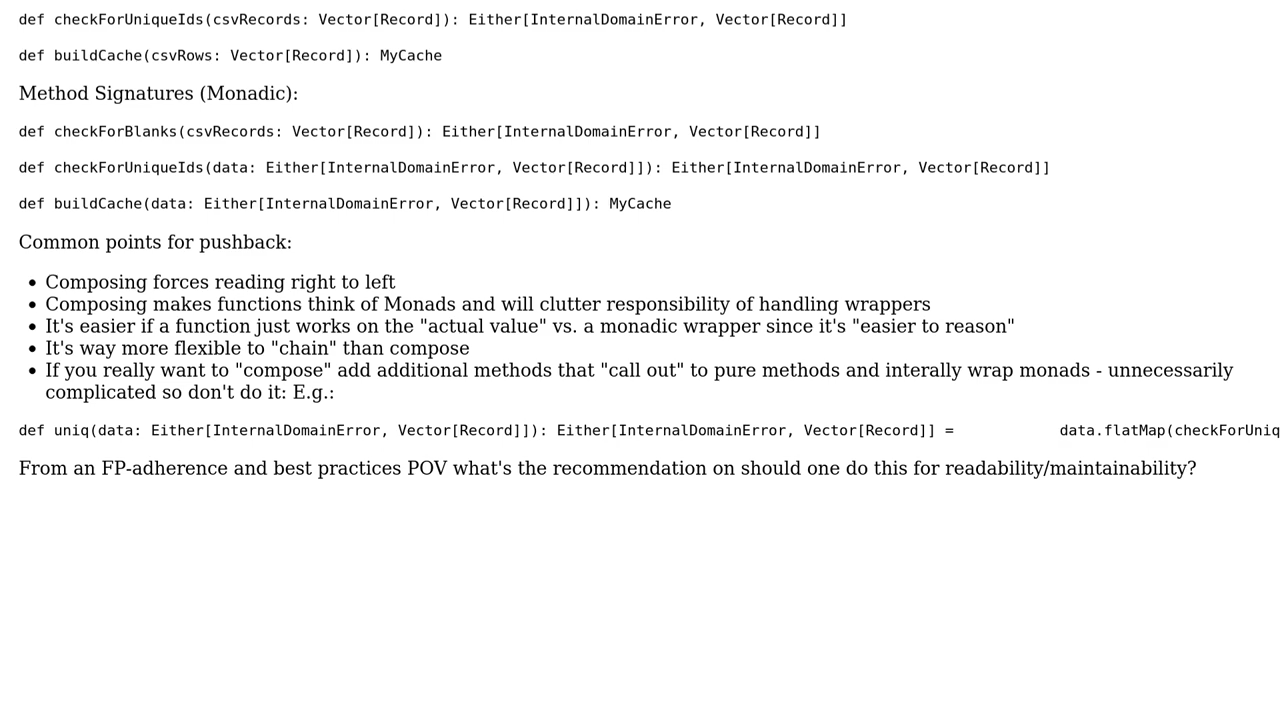 def checkForUniqueIds(csvRecords: Vector[Record]): Either[InternalDomainError, Vector[Record]]
def buildCache(csvRows: Vector[Record]): MyCache
Method Signatures (Monadic):
def checkForBlanks(csvRecords: Vector[Record]): Either[InternalDomainError, Vector[Record]]
def checkForUniqueIds(data: Either[InternalDomainError, Vector[Record]]): Either[InternalDomainError, Vector[Record]]
def buildCache(data: Either[InternalDomainError, Vector[Record]]): MyCache
Common points for pushback:
• Composing forces reading right to left
• Composing makes functions think of Monads and will clutter responsibility of handling wrappers
• It's easier if a function just works on the "actual value" vs. a monadic wrapper since it's "easier to reason"
• It's way more flexible to "chain" than compose
• If you really want to "compose" add additional methods that "call out" to pure methods and interally wrap monads - unnecessarily
complicated so don't do it: E.g.:
def uniq(data: Either[InternalDomainError, Vector[Record]]): Either[InternalDomainError, Vector[Record]] =            data.flatMap(checkForUniq
From an FP-adherence and best practices POV what's the recommendation on should one do this for readability/maintainability?